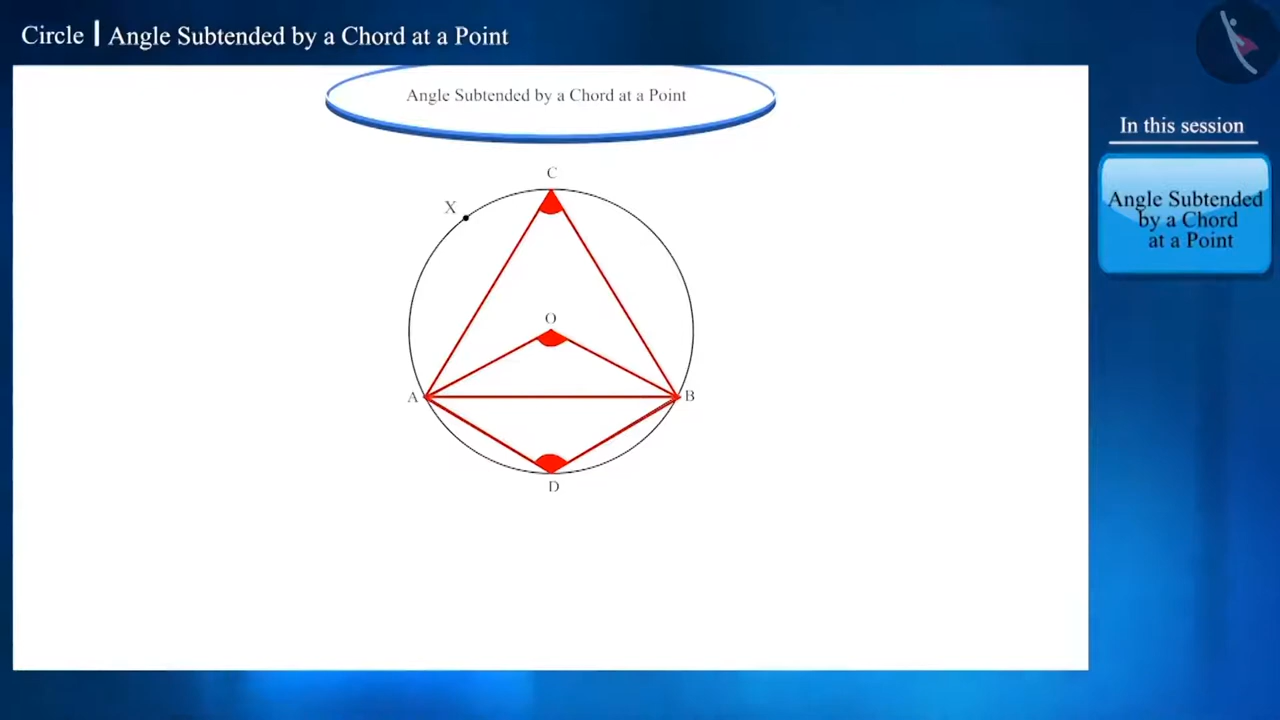 Circle | Angle Subtended by a Chord at a Point
Angle Subtended by a Chord at a Point
In this session
Angle Subtended
by a Chord
at a Point
C
X
O
A
B
D